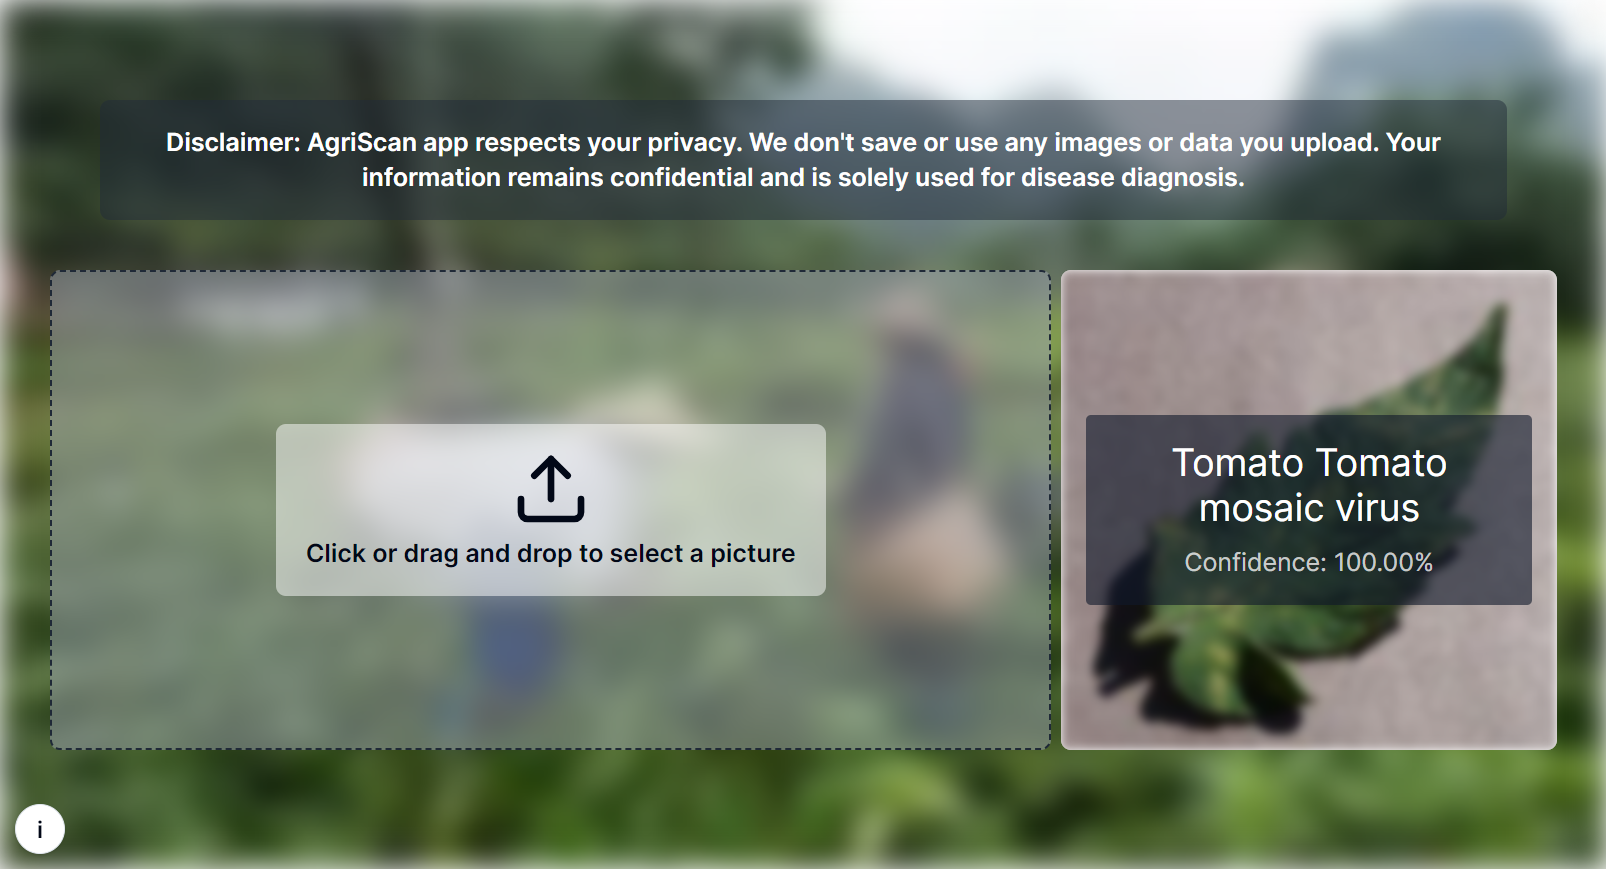 Disclaimer: AgriScan app respects your privacy. We don't save or use any images or data you upload. Your
information remains confidential and is solely used for disease diagnosis.
Click or drag and drop to select a picture
Tomato Tomato
mosaic virus
Confidence: 100.00%
i